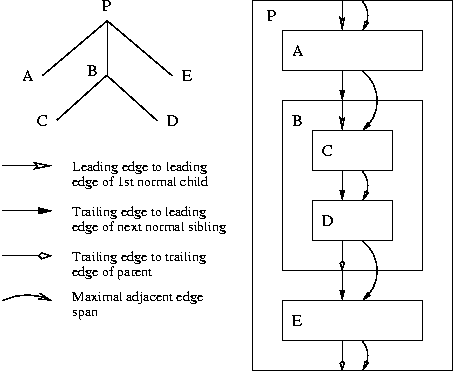 P
A
B
E
C
D
Leading edge to leading
edge of 1st normal child
Trailing edge to leading
edge of next normal sibling
Trailing edge to trailing
edge of parent
Maximal adjacent edge
span
P
A
B
C
D
E